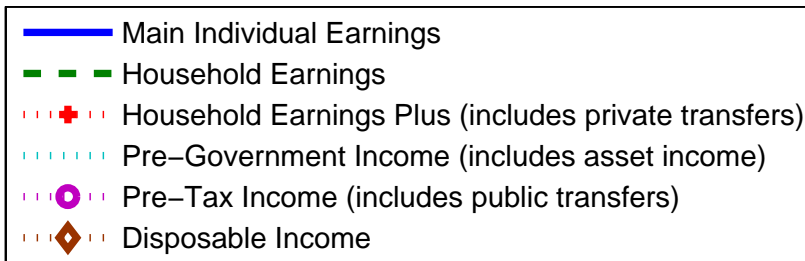 Main Individual Earnings
Household Earnings
Household Earnings Plus (includes private transfers)
Pre−Government Income (includes asset income)
Pre−Tax Income (includes public transfers)
Disposable Income